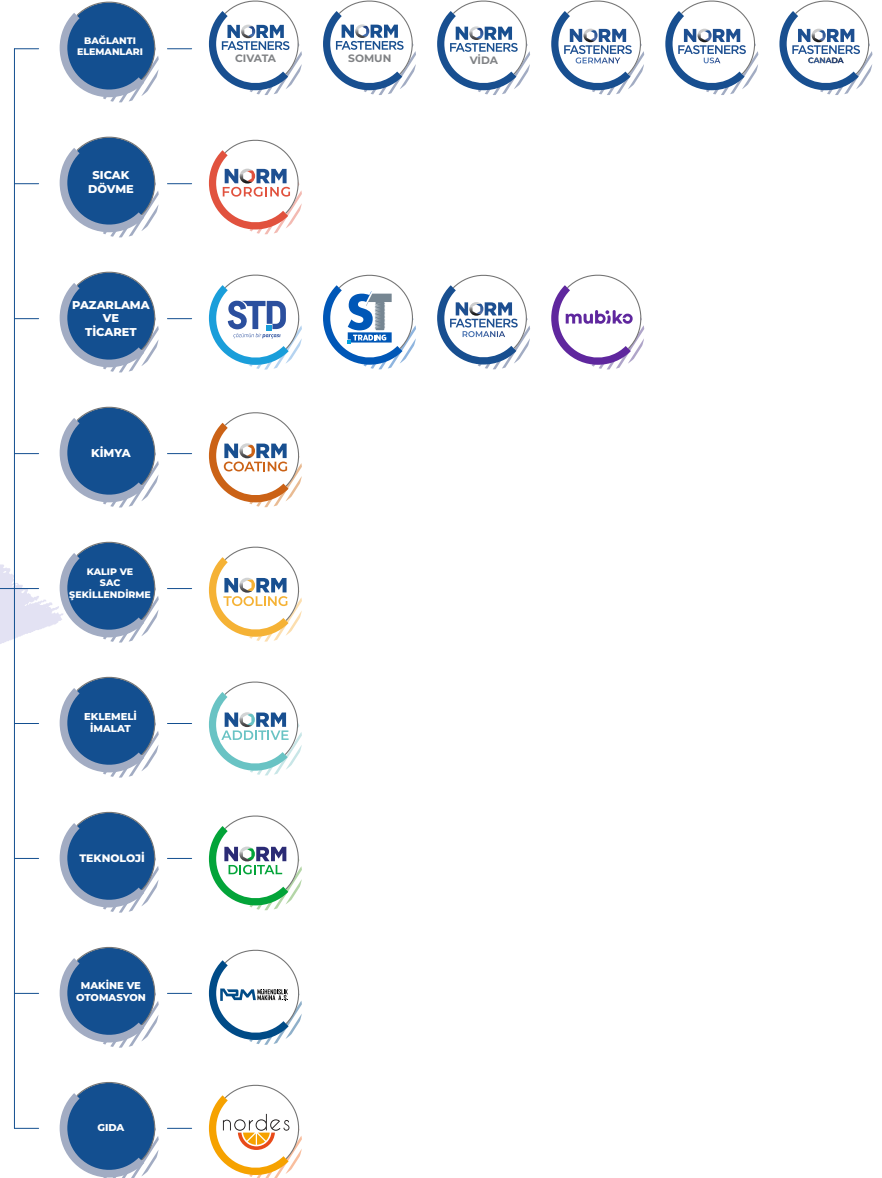 BAĞLANTI
ELEMANLARI
NORM
FASTENERS
CIVATA
NORM
FASTENERS
SOMUN
NORM
FASTENERS
VİDA
NORM
FASTENERS
GERMANY
NORM
FASTENERS
USA
NORM
FASTENERS
CANADA
SICAK
DÖVME
NORM
FORGING
PAZARLAMA
VE
TİCARET
STD
çözümün bir parçası
ST
TRADING
NORM
FASTENERS
ROMANIA
mubiko
KİMYA
NORM
COATING
KALIP VE
SAC
ŞEKİLLENDİRME
NORM
TOOLING
EKLEMELİ
İMALAT
NORM
ADDITIVE
TEKNOLOJİ
NORM
DIGITAL
MAKİNE VE
OTOMASYON
NRM MÜHENDİSLİK
MAKİNA A.Ş.
GIDA
nordes